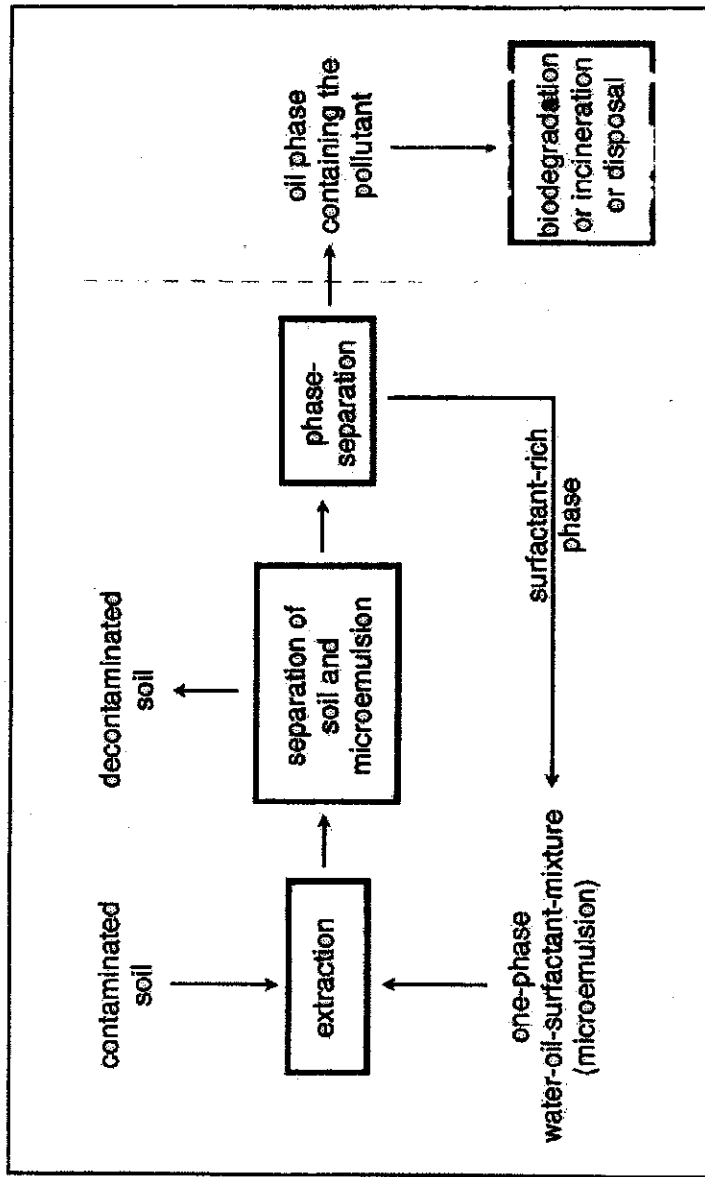 contaminated
soil
decontaminated
soil
extraction
separation of
soil and
microemulsion
phase-
separation
oil phase
containing the
pollutant
one-phase
water-oil-surfactant-mixture
(microemulsion)
surfactant-rich
phase
biodegradation
or incineration
or disposal